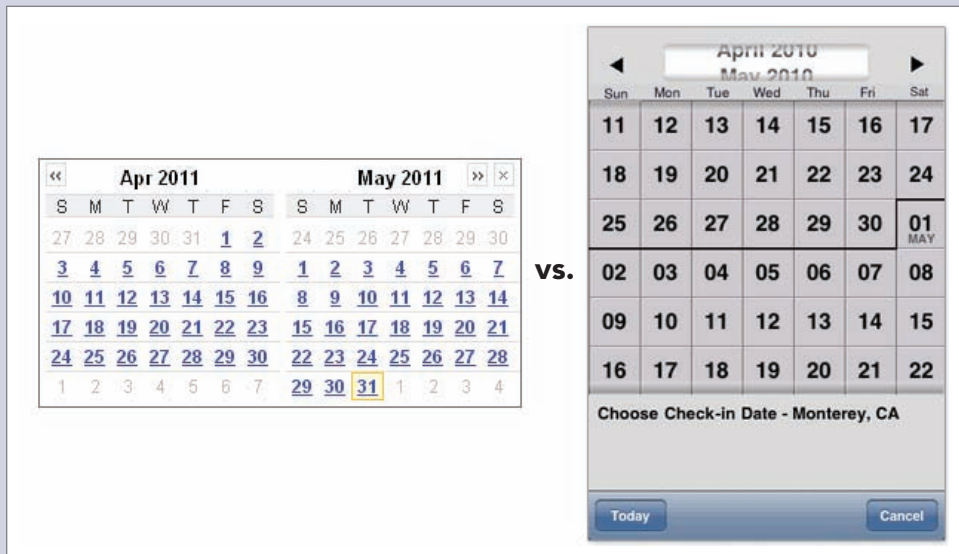 « Apr 2011 May 2011 » ×
S M T W T F S S M T W T F S
27 28 29 30 31 1 2 24 25 26 27 28 29 30
3 4 5 6 7 8 9 1 2 3 4 5 6 7
10 11 12 13 14 15 16 8 9 10 11 12 13 14
17 18 19 20 21 22 23 15 16 17 18 19 20 21
24 25 26 27 28 29 30 22 23 24 25 26 27 28
1 2 3 4 5 6 7 29 30 31 1 2 3 4
vs.
April 2010
May 2010
Sun Mon Tue Wed Thu Fri Sat
11 12 13 14 15 16 17
18 19 20 21 22 23 24
25 26 27 28 29 30 01
MAY
02 03 04 05 06 07 08
09 10 11 12 13 14 15
16 17 18 19 20 21 22
Choose Check-in Date - Monterey, CA
Today Cancel